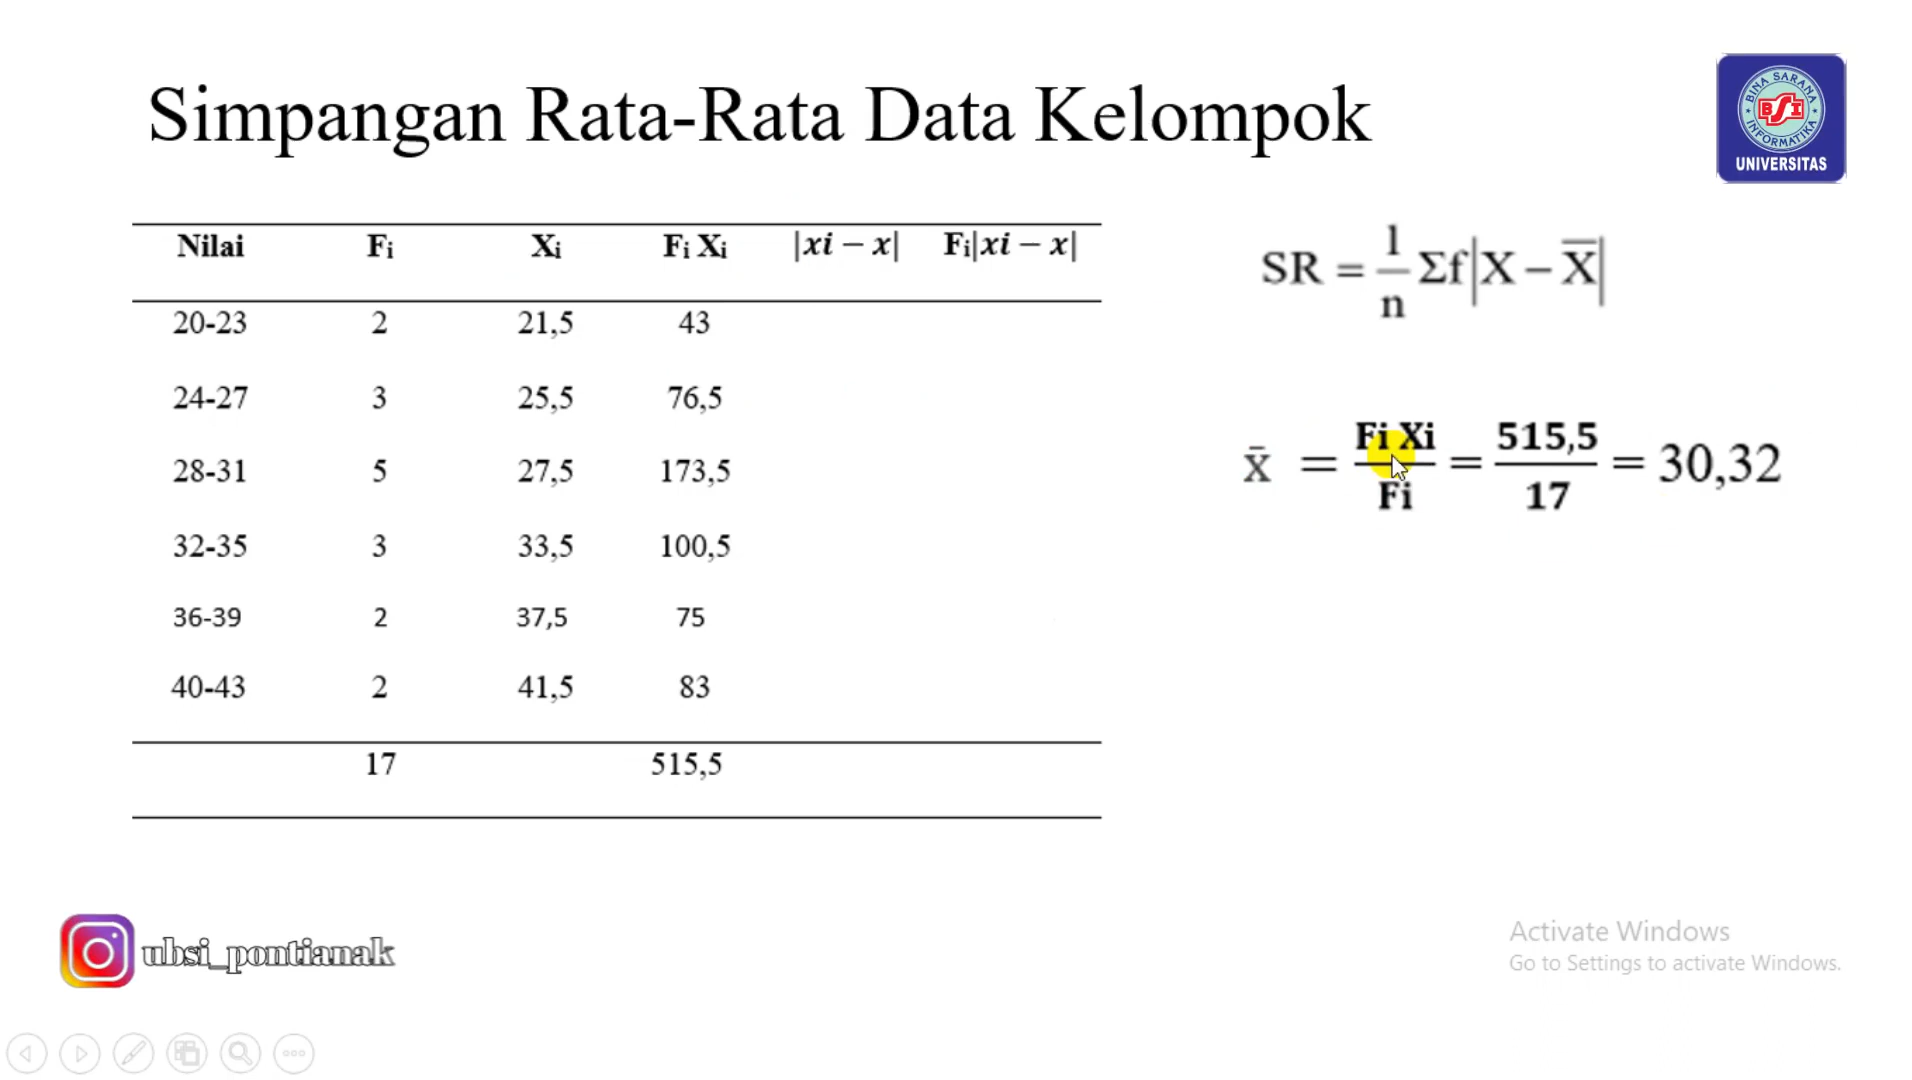 Simpangan Rata-Rata Data Kelompok
BINA SARANA
BSI
INFORMATIKA
UNIVERSITAS
Nilai Fi Xi Fi Xi |xi − x| Fi|xi − x|
20-23 2 21,5 43
24-27 3 25,5 76,5
28-31 5 27,5 173,5
32-35 3 33,5 100,5
36-39 2 37,5 75
40-43 2 41,5 83
17 515,5
SR = 1/n Σf|X − X̅|
x̄ = Fi Xi/Fi = 515,5/17 = 30,32
ubsi_pontianak
Activate Windows
Go to Settings to activate Windows.